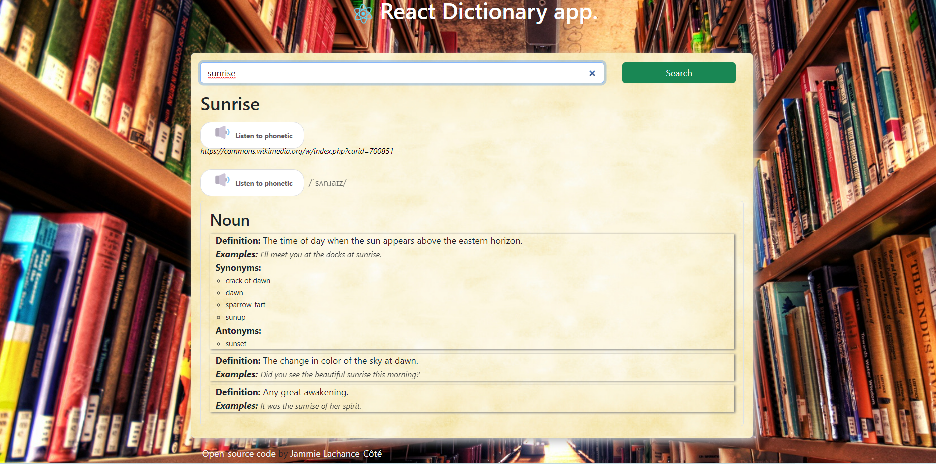 React Dictionary app.
sunrise
Search
Sunrise
Listen to phonetic
https://commons.wikimedia.org/w/index.php?curid=700851
Listen to phonetic /ˈsʌnɹaɪz/
Noun
Definition: The time of day when the sun appears above the eastern horizon.
Examples: I'll meet you at the docks at sunrise.
Synonyms:
crack of dawn
dawn
sparrow-fart
sunup
Antonyms:
sunset
Definition: The change in color of the sky at dawn.
Examples: Did you see the beautiful sunrise this morning?
Definition: Any great awakening.
Examples: It was the sunrise of her spirit.
Open source code by Jammie Lachance Côté
THE INDUS RIVER